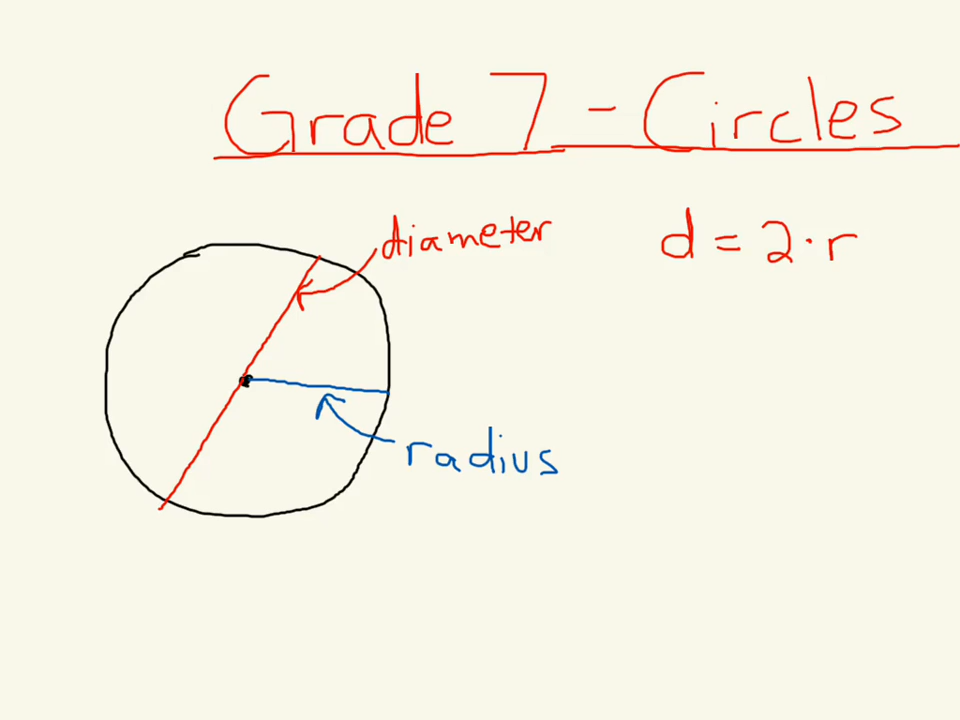 Grade 7 - Circles
diameter
d = 2 · r
radius